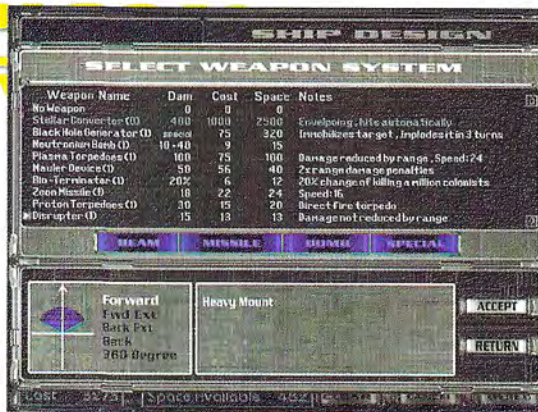 SHIP DESIGN
SELECT WEAPON SYSTEM
Weapon Name Dam Cost Space Notes
No Weapon 0 0 0
Stellar Convertor (0) 400 1000 2500 Enveloping, hits automatically
Black Hole Generator (1) special 75 320 Immobilizes target, Implodes it in 3 turns
Neutronium Bomb (1) 10-40 9 15
Plasma Torpedoes (1) 100 75 100 Damage reduced by range, Speed: 24
Mauler Device (1) 50 56 40 2x range damage penalties
Bio-Terminator (1) 20% 6 12 20% change of killing a million colonists
Zeon Missile (1) 18 22 24 Speed: 16
Proton Torpedoes (1) 30 15 20 Direct fire torpedo
Disrupter (1) 15 13 13 Damage not reduced by range
BEAM MISSILE BOMB SPECIAL
Forward Heavy Mount
Fwd Ext
Back Ext
Back
360 Degree
ACCEPT
RETURN
Cost 3273 Space Available 482